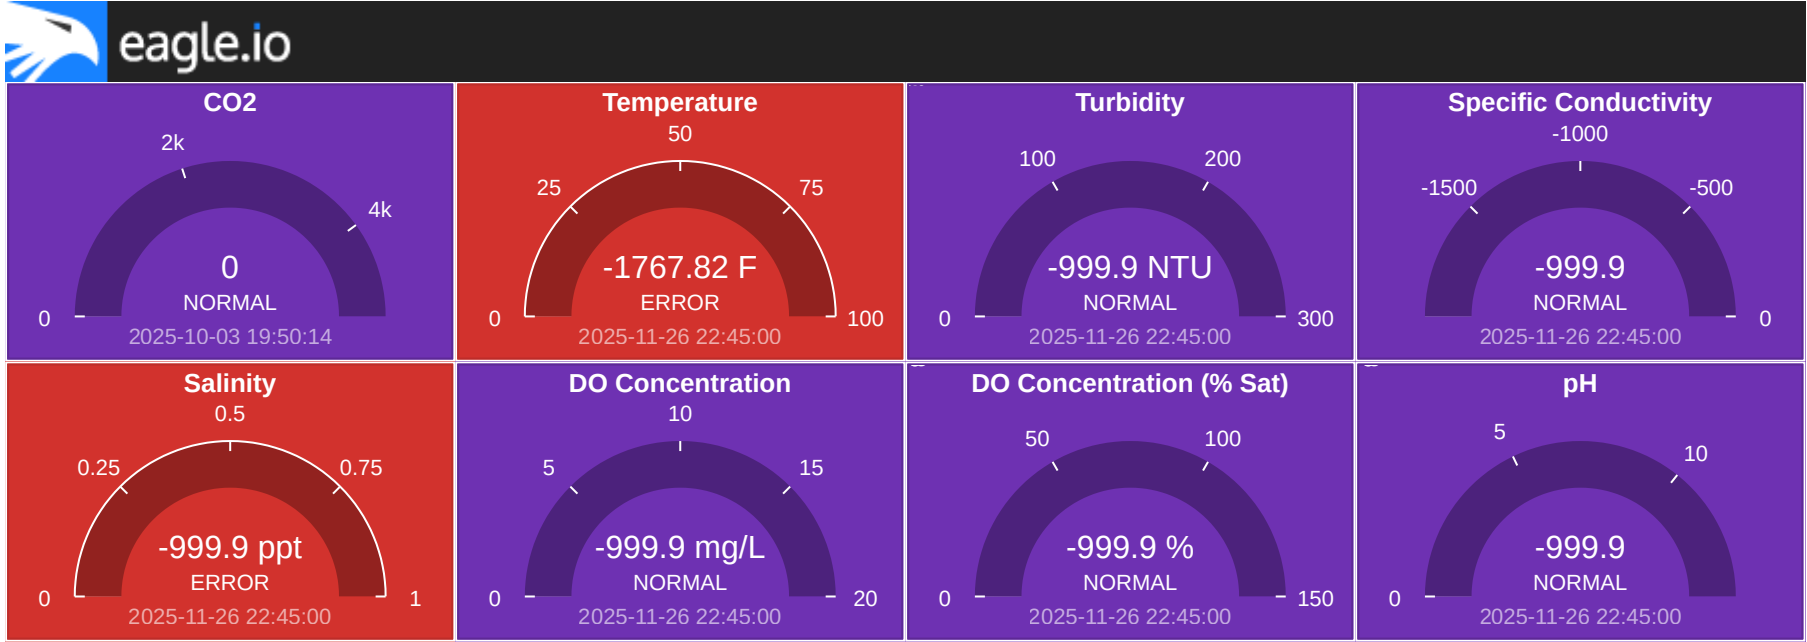 eagle.io
CO2
2k
4k
0
0
NORMAL
2025-10-03 19:50:14
Temperature
50
25
75
-1767.82 F
ERROR
0
100
2025-11-26 22:45:00
Turbidity
100
200
-999.9 NTU
NORMAL
0
300
2025-11-26 22:45:00
Specific Conductivity
-1000
-1500
-500
-999.9
NORMAL
0
2025-11-26 22:45:00
Salinity
0.5
0.25
0.75
-999.9 ppt
ERROR
0
1
2025-11-26 22:45:00
DO Concentration
10
5
15
-999.9 mg/L
NORMAL
0
20
2025-11-26 22:45:00
DO Concentration (% Sat)
50
100
-999.9 %
NORMAL
0
150
2025-11-26 22:45:00
pH
5
10
-999.9
NORMAL
0
2025-11-26 22:45:00